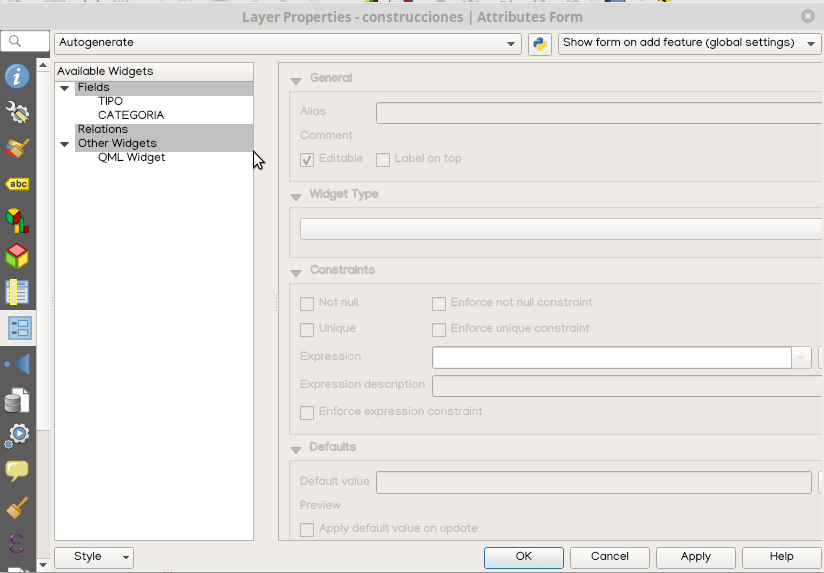 Layer Properties - construcciones | Attributes Form
Autogenerate
Show form on add feature (global settings)
Available Widgets
Fields
TIPO
CATEGORIA
Relations
Other Widgets
QML Widget
abc
General
Alias
Comment
Editable
Label on top
Widget Type
Constraints
Not null
Enforce not null constraint
Unique
Enforce unique constraint
Expression
Expression description
Enforce expression constraint
Defaults
Default value
Preview
Apply default value on update
Style
OK
Cancel
Apply
Help